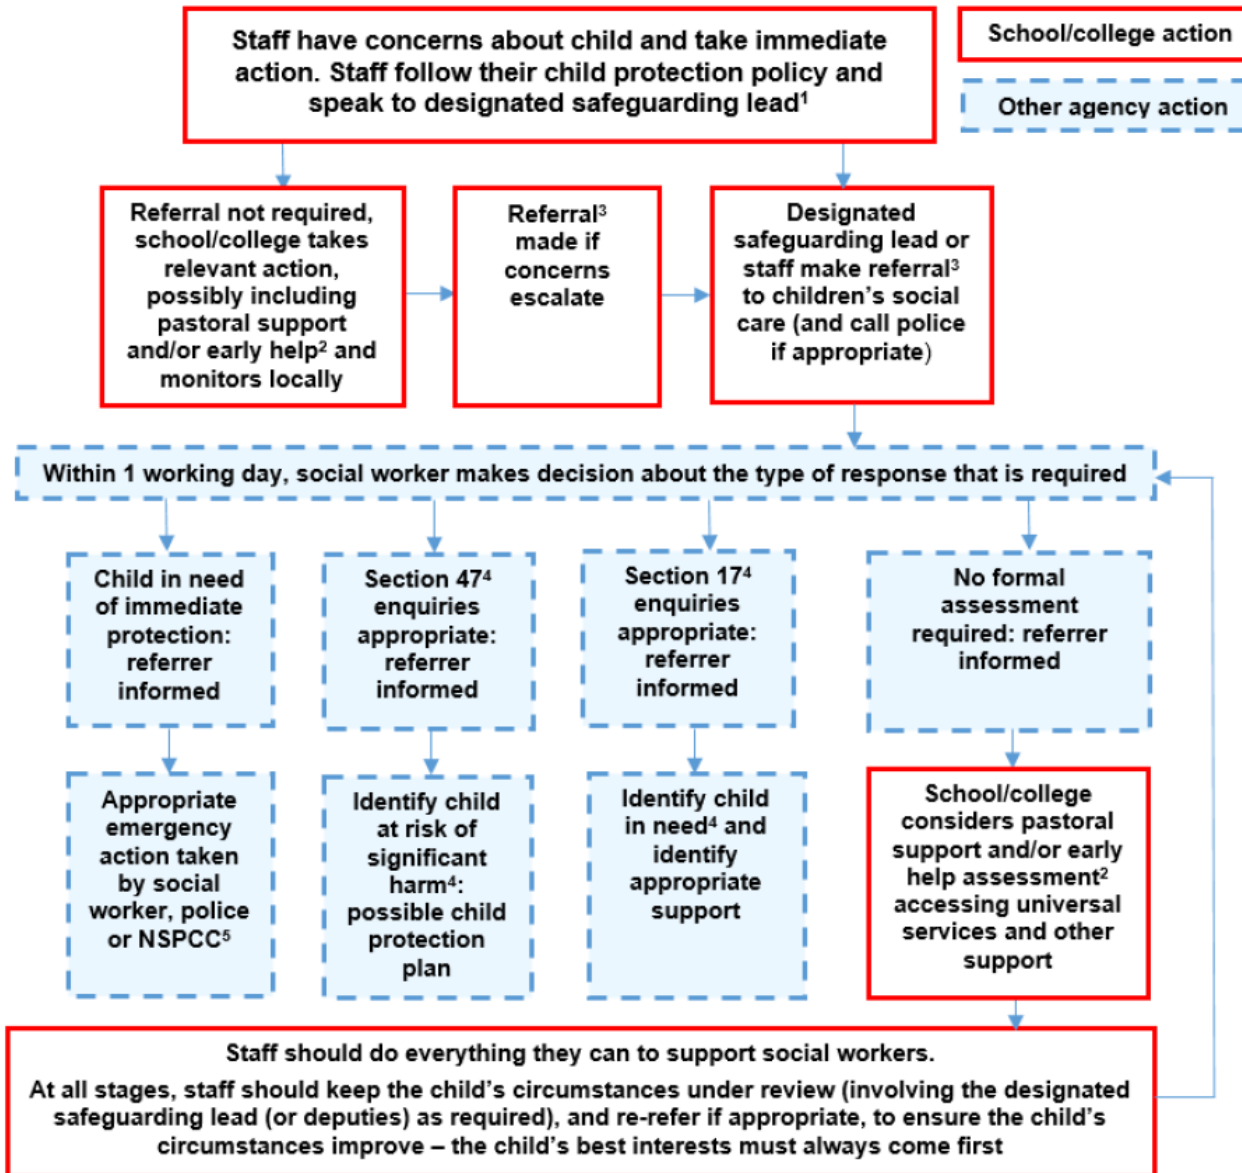 Staff have concerns about child and take immediate
action. Staff follow their child protection policy and
speak to designated safeguarding lead¹
School/college action
Other agency action
Referral not required,
school/college takes
relevant action,
possibly including
pastoral support
and/or early help² and
monitors locally
Referral³
made if
concerns
escalate
Designated
safeguarding lead or
staff make referral³
to children’s social
care (and call police
if appropriate)
Within 1 working day, social worker makes decision about the type of response that is required
Child in need
of immediate
protection:
referrer
informed
Section 47⁴
enquiries
appropriate:
referrer
informed
Section 17⁴
enquiries
appropriate:
referrer
informed
No formal
assessment
required: referrer
informed
Appropriate
emergency
action taken
by social
worker, police
or NSPCC⁵
Identify child
at risk of
significant
harm⁴:
possible child
protection
plan
Identify child
in need⁴ and
identify
appropriate
support
School/college
considers pastoral
support and/or early
help assessment²
accessing universal
services and other
support
Staff should do everything they can to support social workers.
At all stages, staff should keep the child’s circumstances under review (involving the designated
safeguarding lead (or deputies) as required), and re-refer if appropriate, to ensure the child’s
circumstances improve – the child’s best interests must always come first